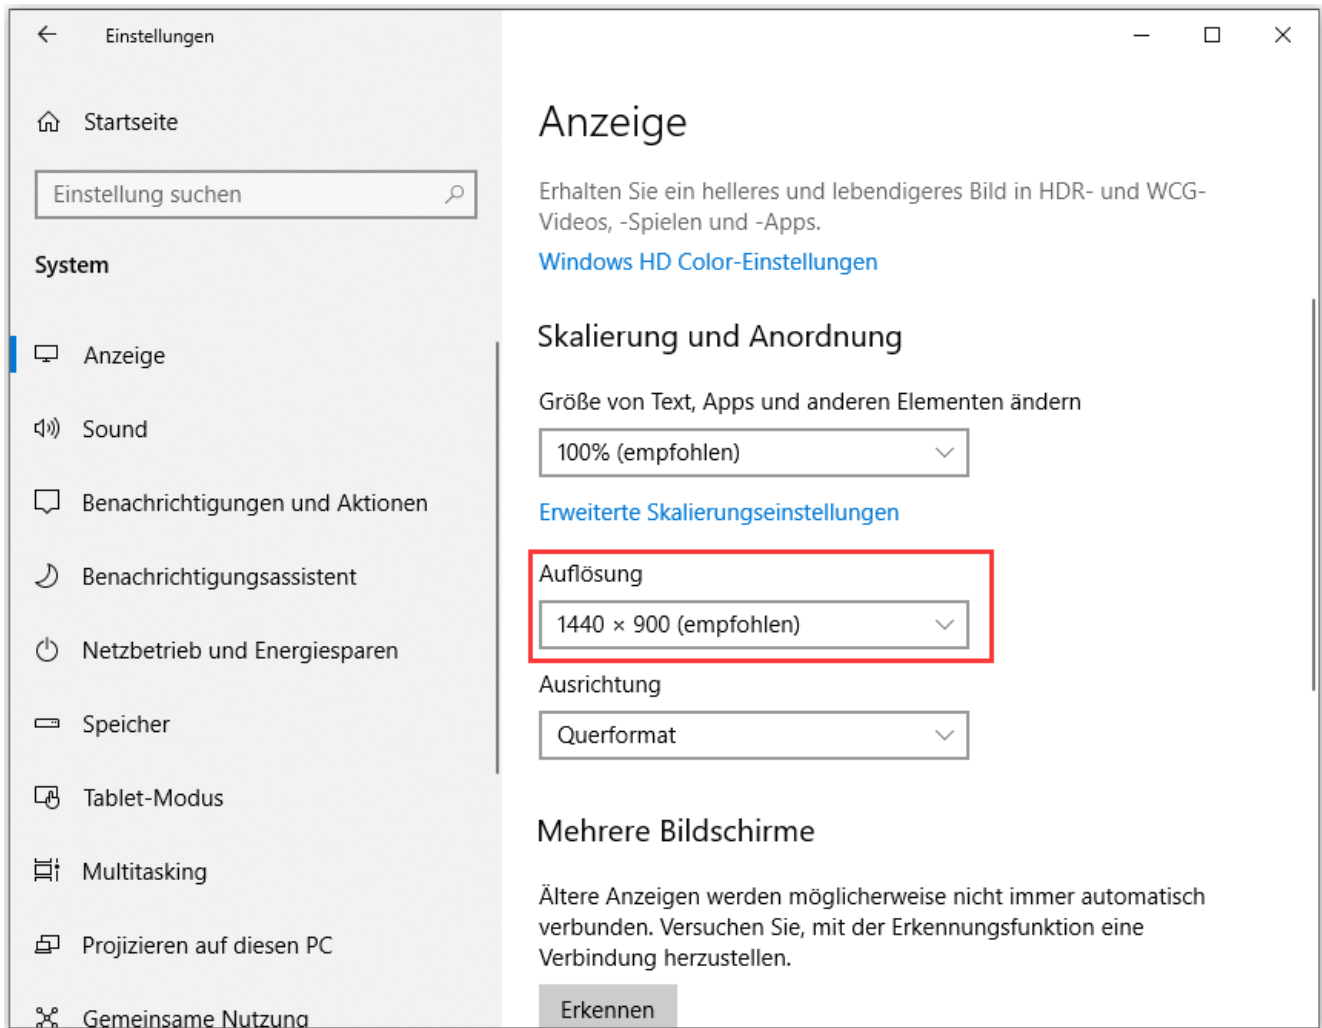 Einstellungen
Startseite
Einstellung suchen
System
Anzeige
Sound
Benachrichtigungen und Aktionen
Benachrichtigungsassistent
Netzbetrieb und Energiesparen
Speicher
Tablet-Modus
Multitasking
Projizieren auf diesen PC
Gemeinsame Nutzung
Anzeige
Erhalten Sie ein helleres und lebendigeres Bild in HDR- und WCG-
Videos, -Spielen und -Apps.
Windows HD Color-Einstellungen
Skalierung und Anordnung
Größe von Text, Apps und anderen Elementen ändern
100% (empfohlen)
Erweiterte Skalierungseinstellungen
Auflösung
1440 × 900 (empfohlen)
Ausrichtung
Querformat
Mehrere Bildschirme
Ältere Anzeigen werden möglicherweise nicht immer automatisch
verbunden. Versuchen Sie, mit der Erkennungsfunktion eine
Verbindung herzustellen.
Erkennen